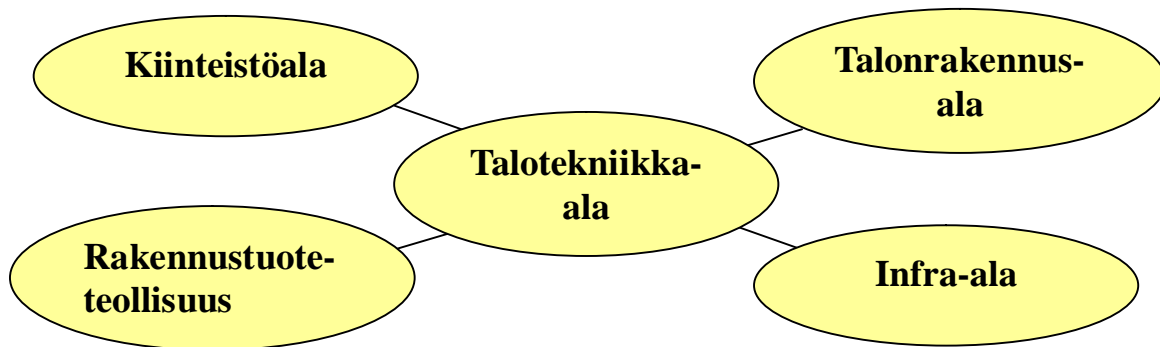 Kiinteistöala
Talonrakennus-
ala
Talotekniikka-
ala
Rakennustuote-
teollisuus
Infra-ala